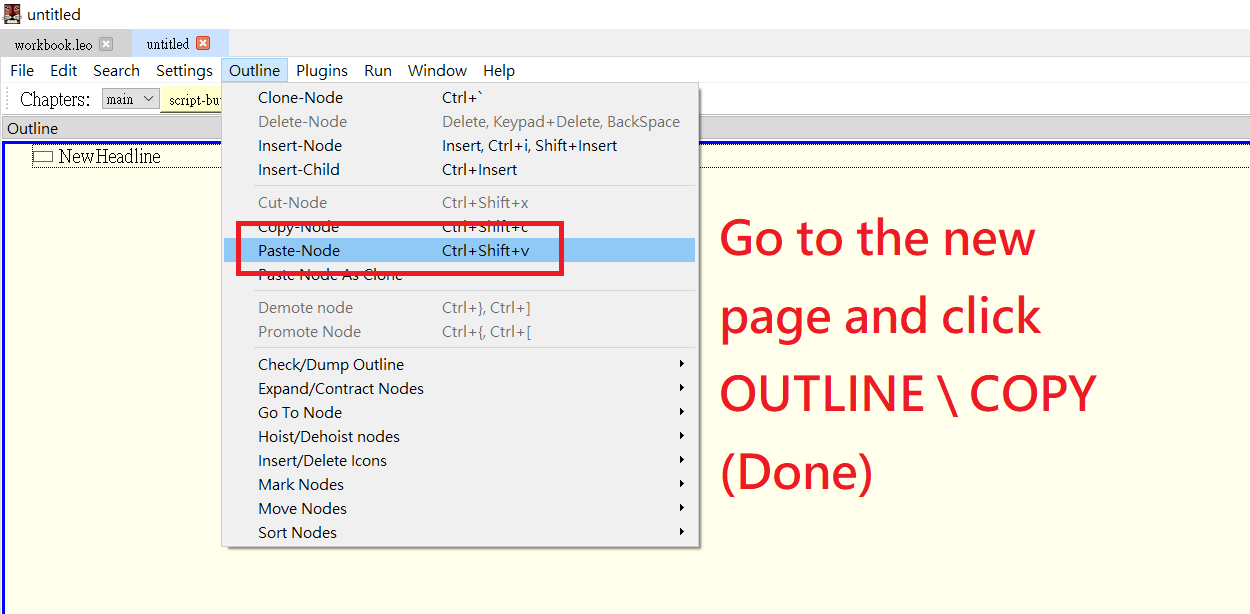 untitled
workbook.leo
untitled
File Edit Search Settings Outline Plugins Run Window Help
Chapters: main script-bu
Outline
NewHeadline
Clone-Node Ctrl+`
Delete-Node Delete, Keypad+Delete, BackSpace
Insert-Node Insert, Ctrl+i, Shift+Insert
Insert-Child Ctrl+Insert
Cut-Node Ctrl+Shift+x
Copy-Node Ctrl+Shift+c
Paste-Node Ctrl+Shift+v
Paste Node As Clone
Demote node Ctrl+}, Ctrl+]
Promote Node Ctrl+{, Ctrl+[
Check/Dump Outline
Expand/Contract Nodes
Go To Node
Hoist/Dehoist nodes
Insert/Delete Icons
Mark Nodes
Move Nodes
Sort Nodes
Go to the new
page and click
OUTLINE \ COPY
(Done)